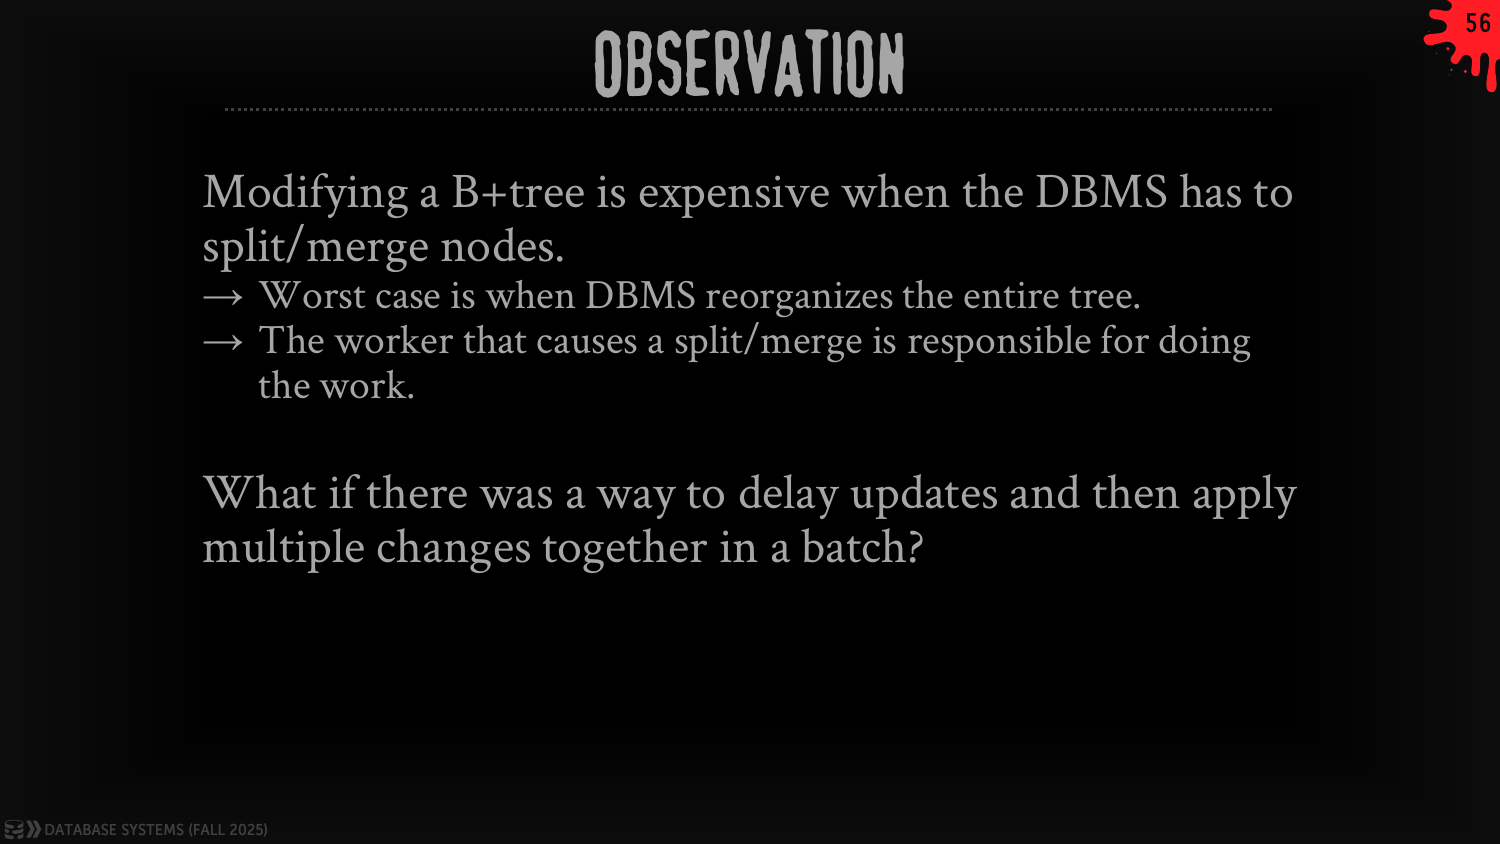 OBSERVATION
56
Modifying a B+tree is expensive when the DBMS has to
split/merge nodes.
→ Worst case is when DBMS reorganizes the entire tree.
→ The worker that causes a split/merge is responsible for doing
the work.
What if there was a way to delay updates and then apply
multiple changes together in a batch?
DATABASE SYSTEMS (FALL 2025)